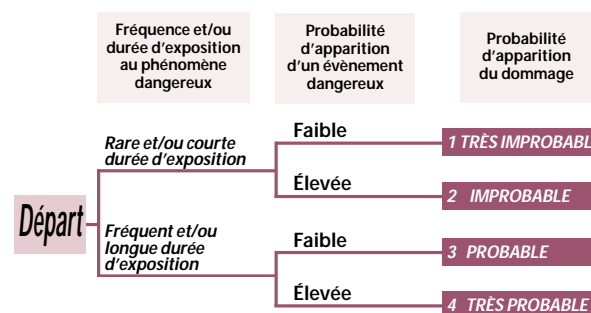 Fréquence et/ou
durée d'exposition
au phénomène
dangereux
Probabilité
d'apparition
d'un évènement
dangereux
Probabilité
d'apparition
du dommage
Départ
Rare et/ou courte
durée d'exposition
Faible
1 TRÈS IMPROBABL
Élevée
2 IMPROBABLE
Fréquent et/ou
longue durée
d'exposition
Faible
3 PROBABLE
Élevée
4 TRÈS PROBABLE